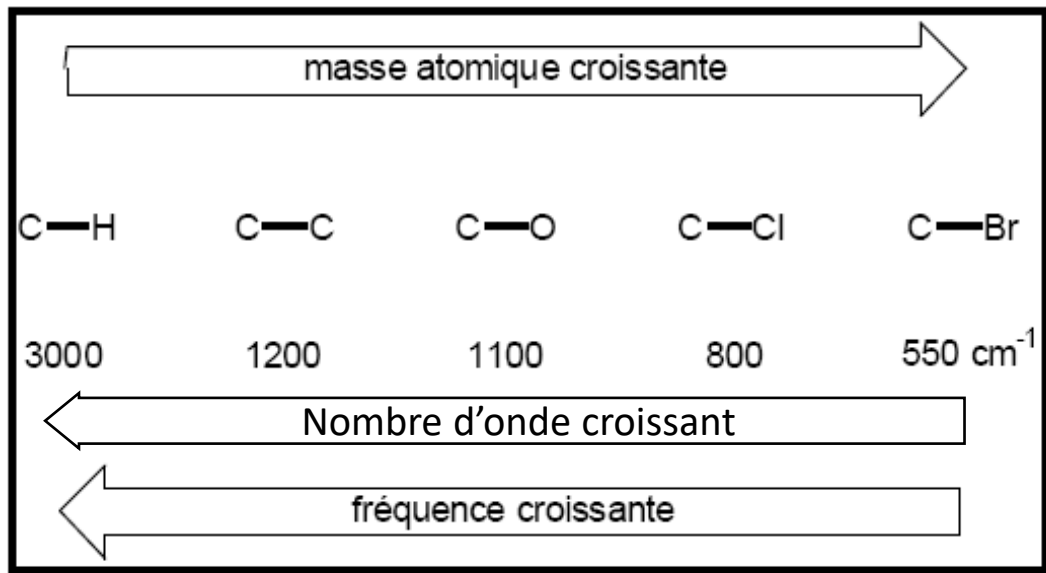 masse atomique croissante
C—H C—C C—O C—Cl C—Br
3000 1200 1100 800 550 cm⁻¹
Nombre d’onde croissant
fréquence croissante